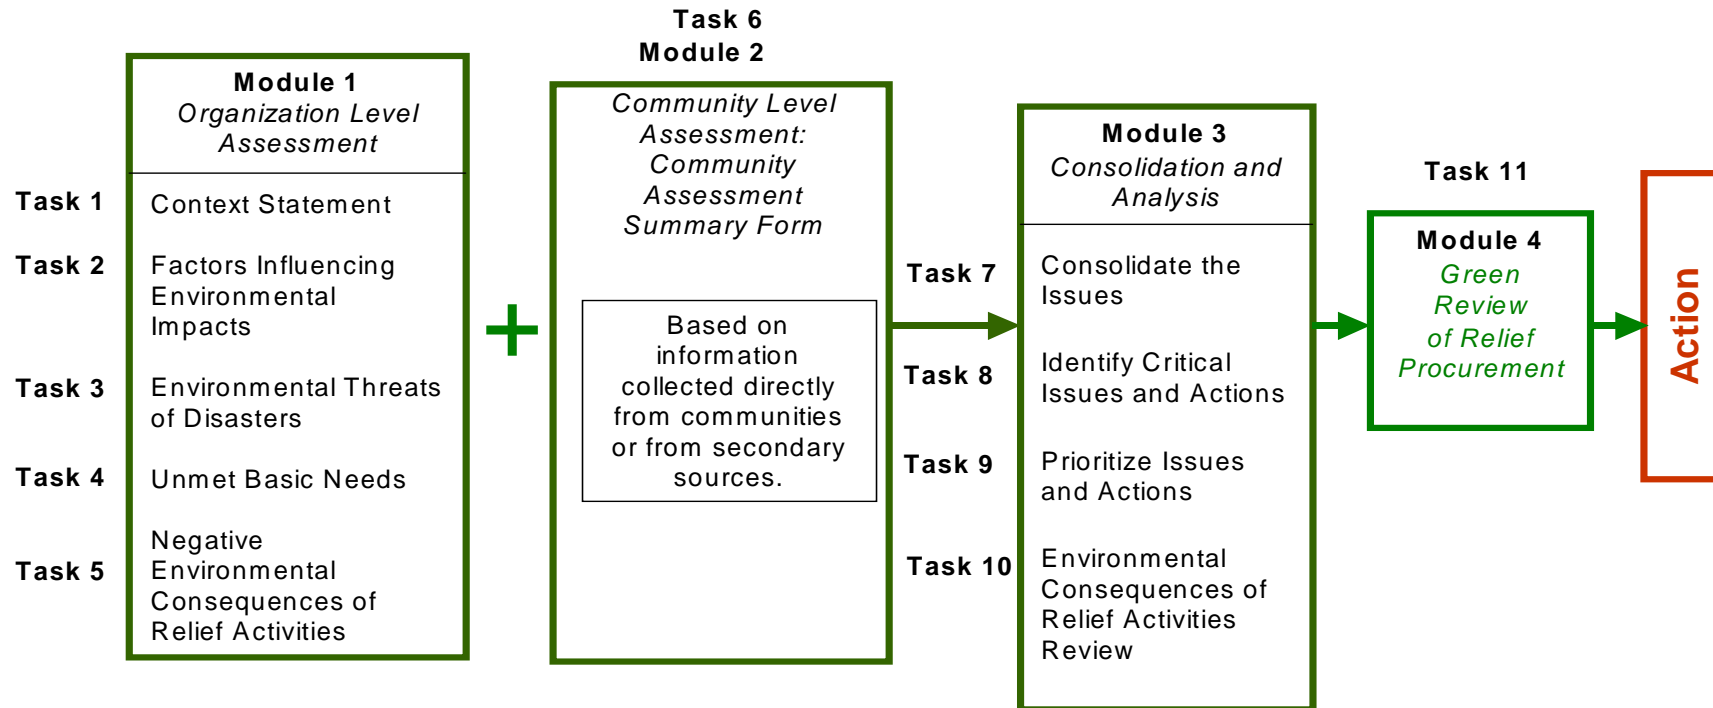 Module 1
Organization Level
Assessment
Task 1
Context Statement
Task 2
Factors Influencing
Environmental
Impacts
Task 3
Environmental Threats
of Disasters
Task 4
Unmet Basic Needs
Task 5
Negative
Environmental
Consequences of
Relief Activities
+
Task 6
Module 2
Community Level
Assessment:
Community
Assessment
Summary Form
Based on
information
collected directly
from communities
or from secondary
sources.
Module 3
Consolidation and
Analysis
Task 7
Consolidate the
Issues
Task 8
Identify Critical
Issues and Actions
Task 9
Prioritize Issues
and Actions
Task 10
Environmental
Consequences of
Relief Activities
Review
Task 11
Module 4
Green
Review
of Relief
Procurement
Action